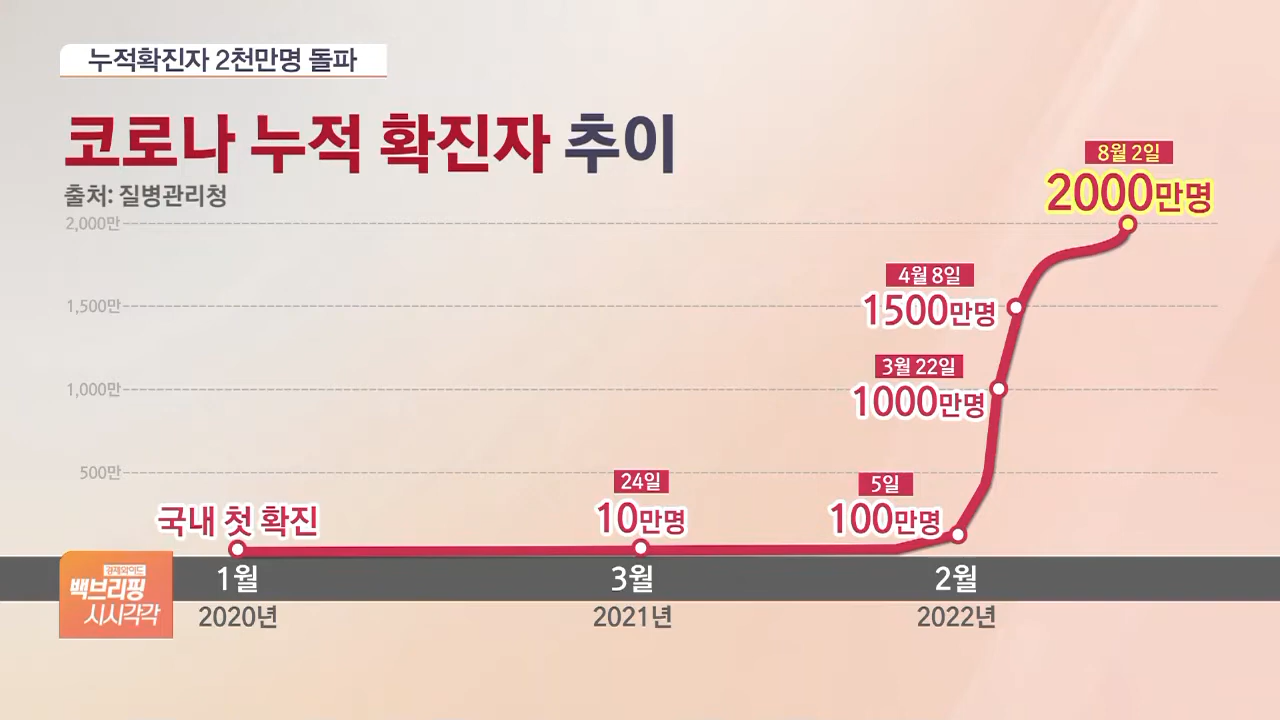 누적확진자 2천만명 돌파
코로나 누적 확진자 추이
출처: 질병관리청
2,000만
1,500만
1,000만
500만
국내 첫 확진
24일
10만명
5일
100만명
3월 22일
1000만명
4월 8일
1500만명
8월 2일
2000만명
1월
3월
2월
2020년
2021년
2022년
경제와이드
백브리핑
시시각각